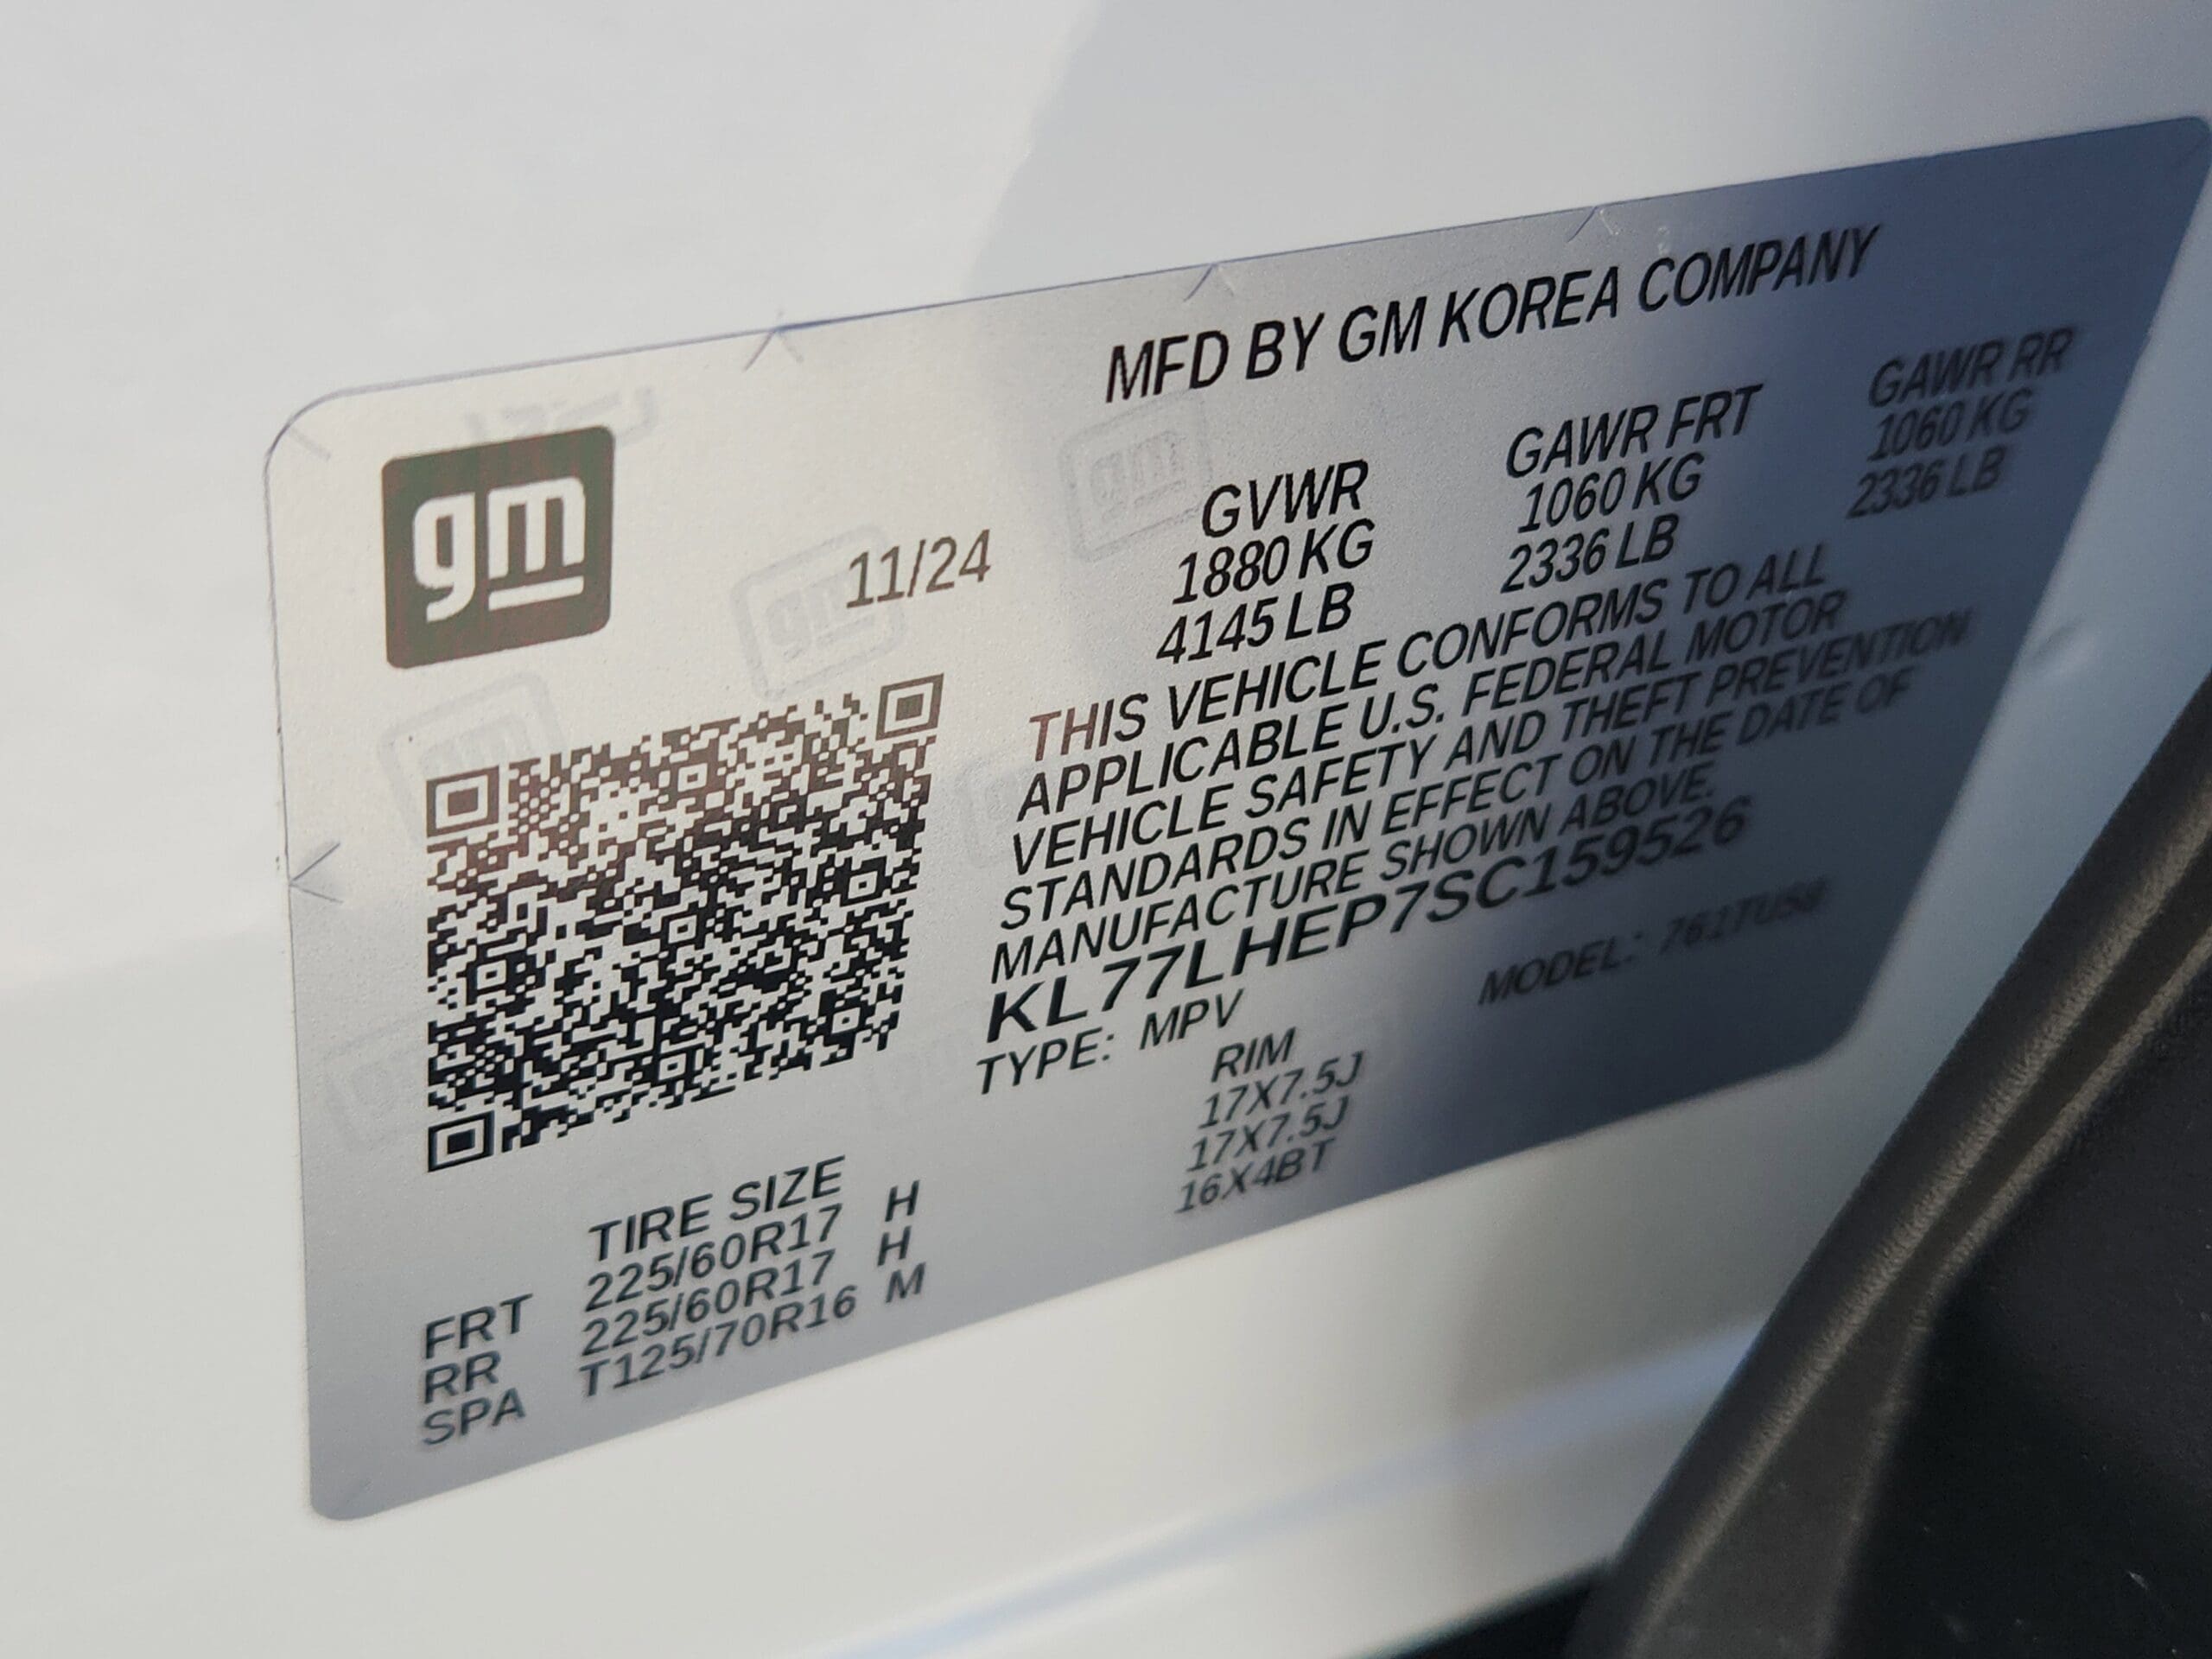 MFD BY GM KOREA COMPANY
gm
11/24
GVWR GAWR FRT GAWR RR
1880 KG 1060 KG 1060 KG
4145 LB 2336 LB 2336 LB
THIS VEHICLE CONFORMS TO ALL
APPLICABLE U.S. FEDERAL MOTOR
VEHICLE SAFETY AND THEFT PREVENTION
STANDARDS IN EFFECT ON THE DATE OF
MANUFACTURE SHOWN ABOVE.
KL77LHEP7SC159526
TYPE: MPV MODEL:
TIRE SIZE RIM
FRT 225/60R17 H 17X7.5J
RR 225/60R17 H 17X7.5J
SPA T125/70R16 M 16X4BT